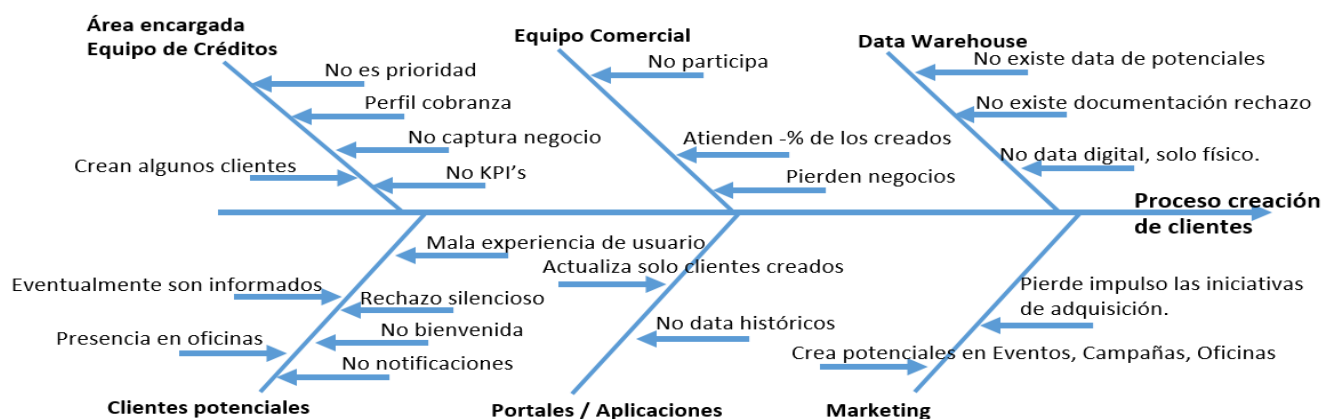 Área encargada
Equipo de Créditos
No es prioridad
Perfil cobranza
No captura negocio
Crean algunos clientes
No KPI's
Equipo Comercial
No participa
Atienden -% de los creados
Pierden negocios
Data Warehouse
No existe data de potenciales
No existe documentación rechazo
No data digital, solo físico.
Proceso creación
de clientes
Mala experiencia de usuario
Eventualmente son informados
Rechazo silencioso
No bienvenida
Presencia en oficinas
No notificaciones
Clientes potenciales
Actualiza solo clientes creados
No data históricos
Portales / Aplicaciones
Pierde impulso las iniciativas
de adquisición.
Crea potenciales en Eventos, Campañas, Oficinas
Marketing